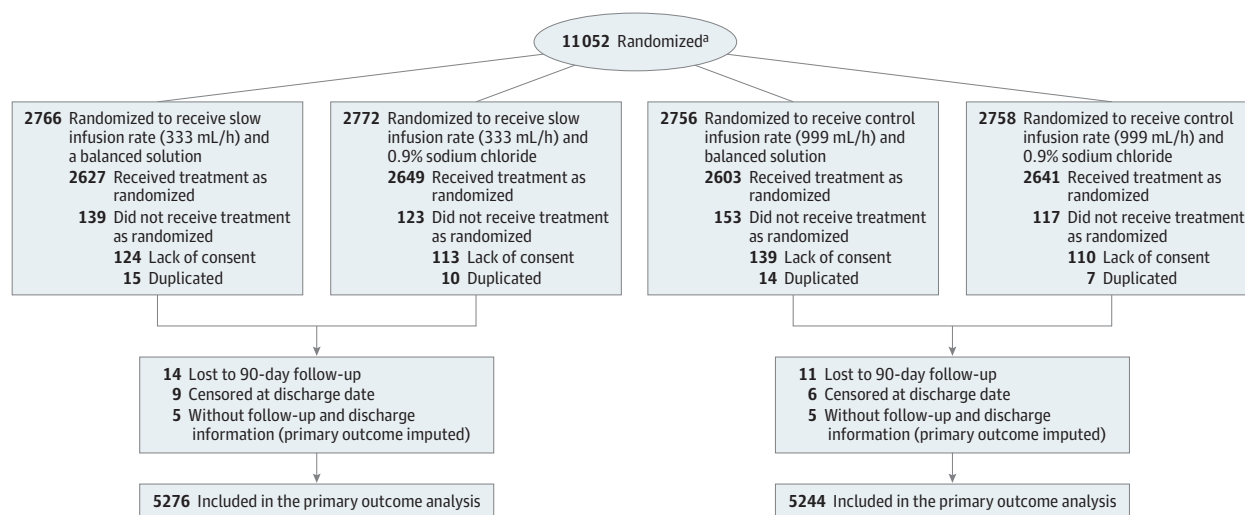 11052 Randomizedᵃ
2766 Randomized to receive slow
infusion rate (333 mL/h) and
a balanced solution
2627 Received treatment as
randomized
139 Did not receive treatment
as randomized
124 Lack of consent
15 Duplicated
2772 Randomized to receive slow
infusion rate (333 mL/h) and
0.9% sodium chloride
2649 Received treatment as
randomized
123 Did not receive treatment
as randomized
113 Lack of consent
10 Duplicated
2756 Randomized to receive control
infusion rate (999 mL/h) and
balanced solution
2603 Received treatment as
randomized
153 Did not receive treatment
as randomized
139 Lack of consent
14 Duplicated
2758 Randomized to receive control
infusion rate (999 mL/h) and
0.9% sodium chloride
2641 Received treatment as
randomized
117 Did not receive treatment
as randomized
110 Lack of consent
7 Duplicated
14 Lost to 90-day follow-up
9 Censored at discharge date
5 Without follow-up and discharge
information (primary outcome imputed)
11 Lost to 90-day follow-up
6 Censored at discharge date
5 Without follow-up and discharge
information (primary outcome imputed)
5276 Included in the primary outcome analysis
5244 Included in the primary outcome analysis